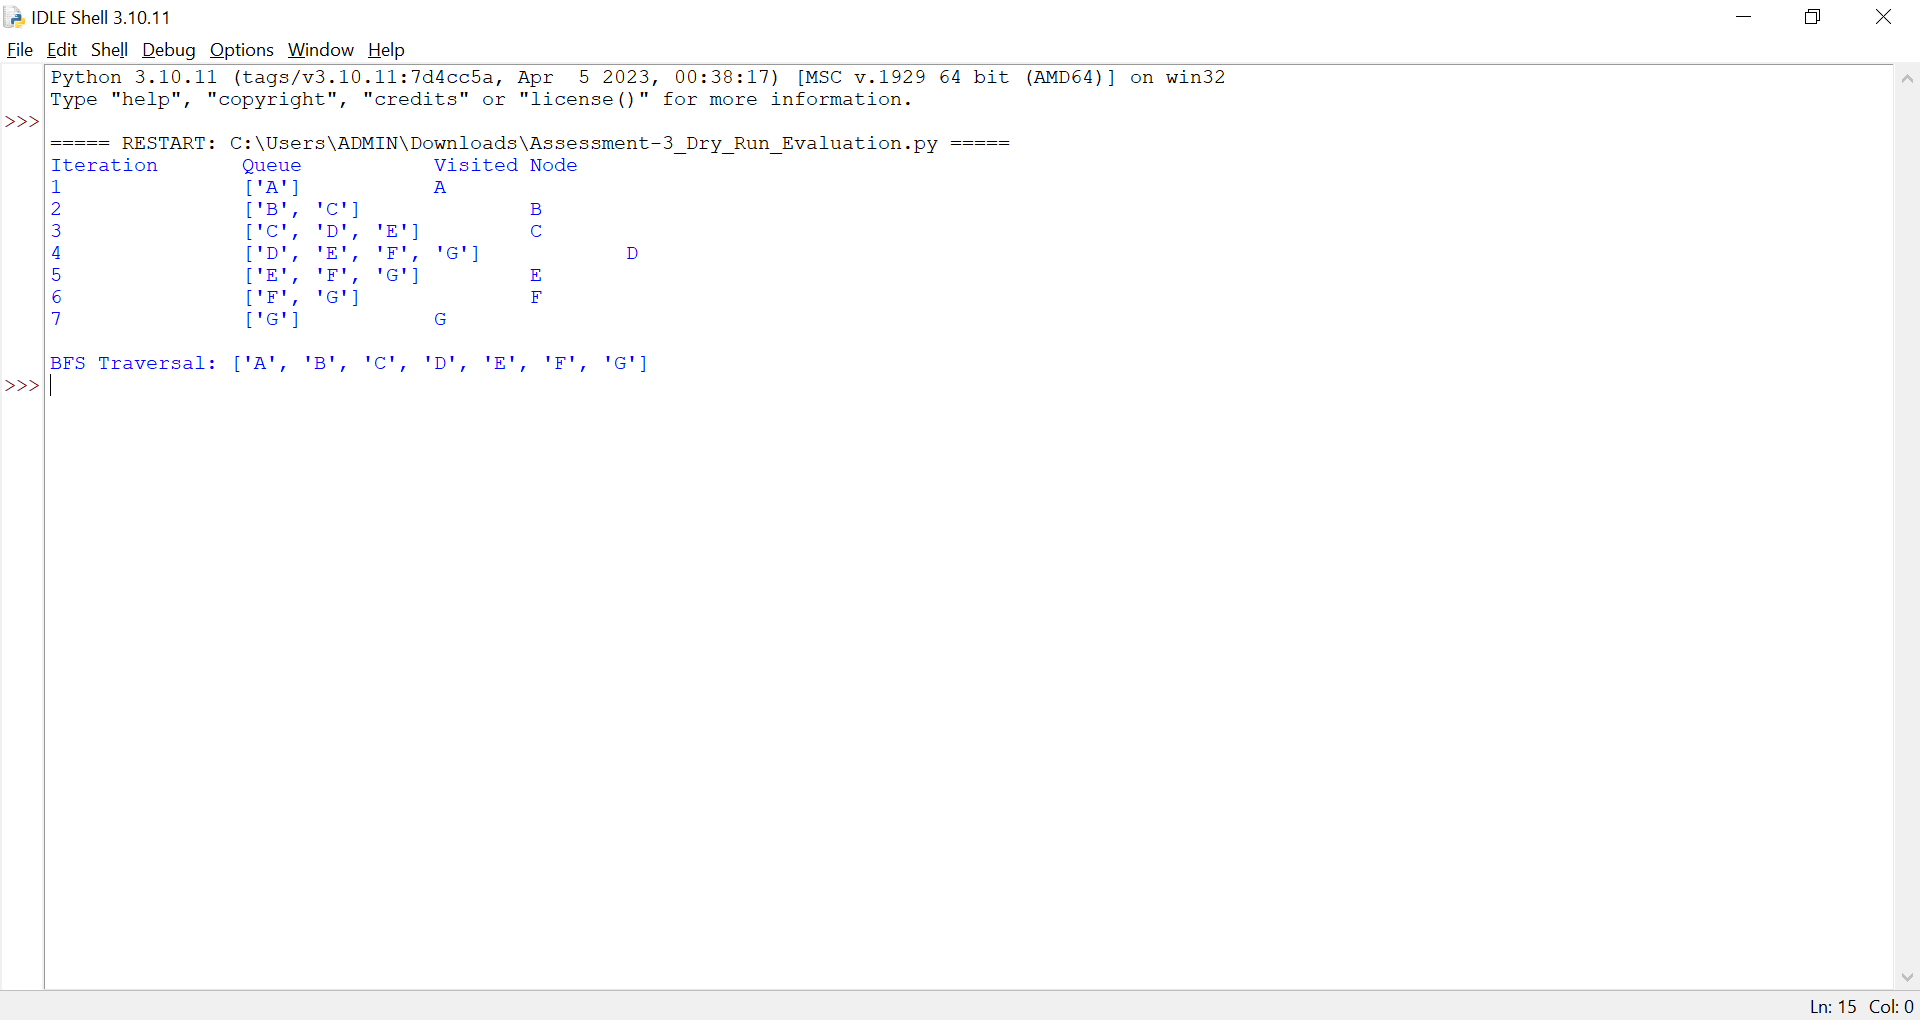 IDLE Shell 3.10.11
File Edit Shell Debug Options Window Help
Python 3.10.11 (tags/v3.10.11:7d4cc5a, Apr  5 2023, 00:38:17) [MSC v.1929 64 bit (AMD64)] on win32
Type "help", "copyright", "credits" or "license()" for more information.
>>>
===== RESTART: C:\Users\ADMIN\Downloads\Assessment-3_Dry_Run_Evaluation.py =====
Iteration       Queue           Visited Node
1               ['A']           A
2               ['B', 'C']              B
3               ['C', 'D', 'E']         C
4               ['D', 'E', 'F', 'G']            D
5               ['E', 'F', 'G']         E
6               ['F', 'G']              F
7               ['G']           G
BFS Traversal: ['A', 'B', 'C', 'D', 'E', 'F', 'G']
>>>
Ln: 15 Col: 0